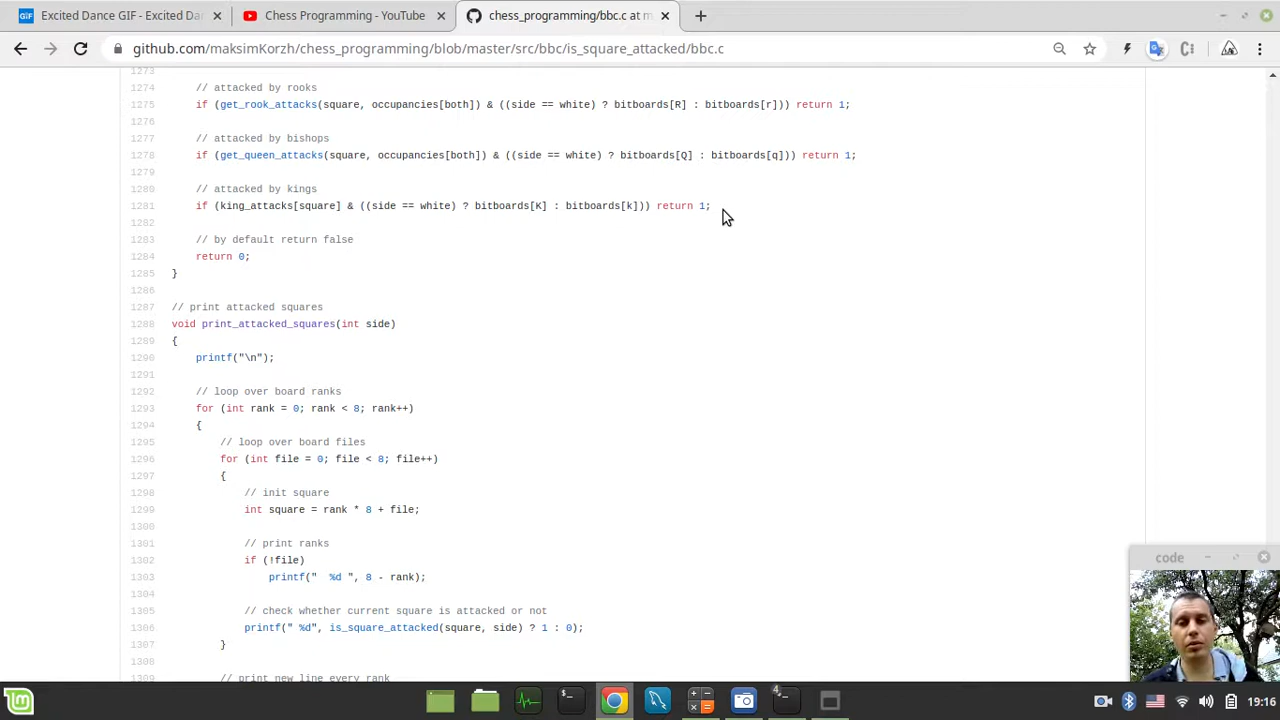 Excited Dance GIF - Excited Dan
Chess Programming - YouTube
chess_programming/bbc.c at m
github.com/maksimKorzh/chess_programming/blob/master/src/bbc/is_square_attacked/bbc.c
1273
1274 // attacked by rooks
1275 if (get_rook_attacks(square, occupancies[both]) & ((side == white) ? bitboards[R] : bitboards[r])) return 1;
1276
1277 // attacked by bishops
1278 if (get_queen_attacks(square, occupancies[both]) & ((side == white) ? bitboards[Q] : bitboards[q])) return 1;
1279
1280 // attacked by kings
1281 if (king_attacks[square] & ((side == white) ? bitboards[K] : bitboards[k])) return 1;
1282
1283 // by default return false
1284 return 0;
1285 }
1286
1287 // print attacked squares
1288 void print_attacked_squares(int side)
1289 {
1290 printf("\n");
1291
1292 // loop over board ranks
1293 for (int rank = 0; rank < 8; rank++)
1294 {
1295 // loop over board files
1296 for (int file = 0; file < 8; file++)
1297 {
1298 // init square
1299 int square = rank * 8 + file;
1300
1301 // print ranks
1302 if (!file)
1303 printf("  %d ", 8 - rank);
1304
1305 // check whether current square is attacked or not
1306 printf(" %d", is_square_attacked(square, side) ? 1 : 0);
1307 }
1308
1309 // print new line every rank
code
19:16